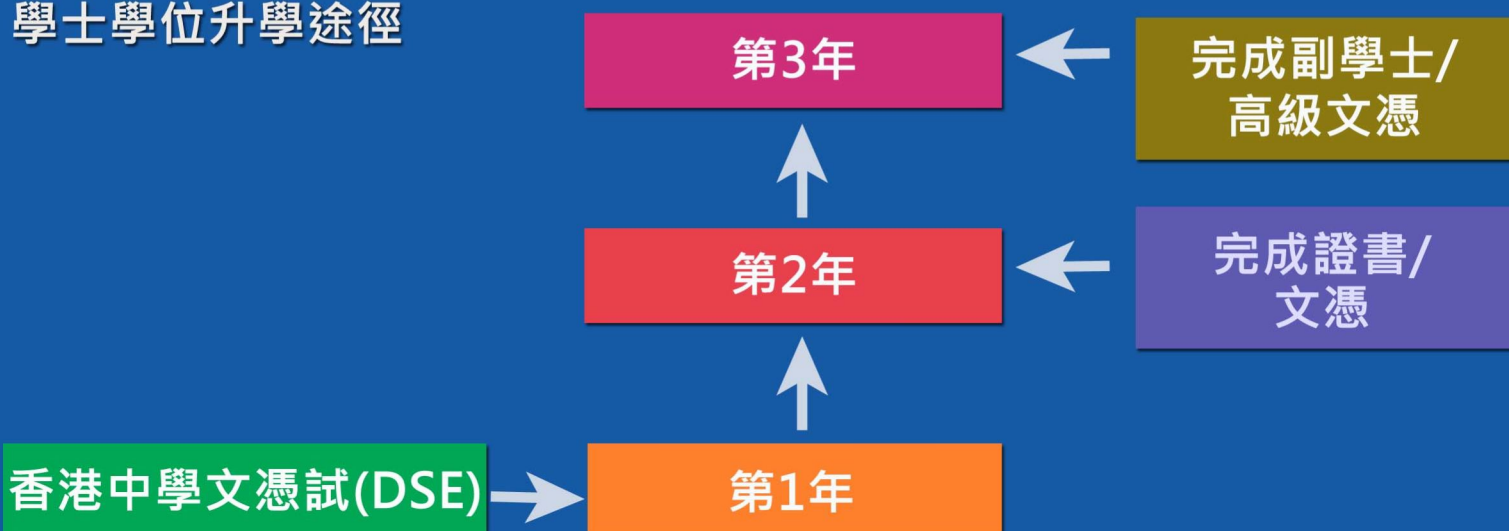 學士學位升學途徑
第3年
完成副學士/
高級文憑
第2年
完成證書/
文憑
香港中學文憑試(DSE)
第1年